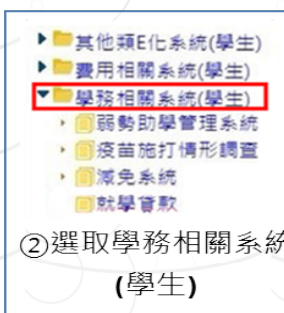 其他類E化系統(學生)
費用相關系統(學生)
學務相關系統(學生)
弱勢助學管理系統
疫苗施打情形調查
減免系統
就學貸款
②選取學務相關系統
(學生)